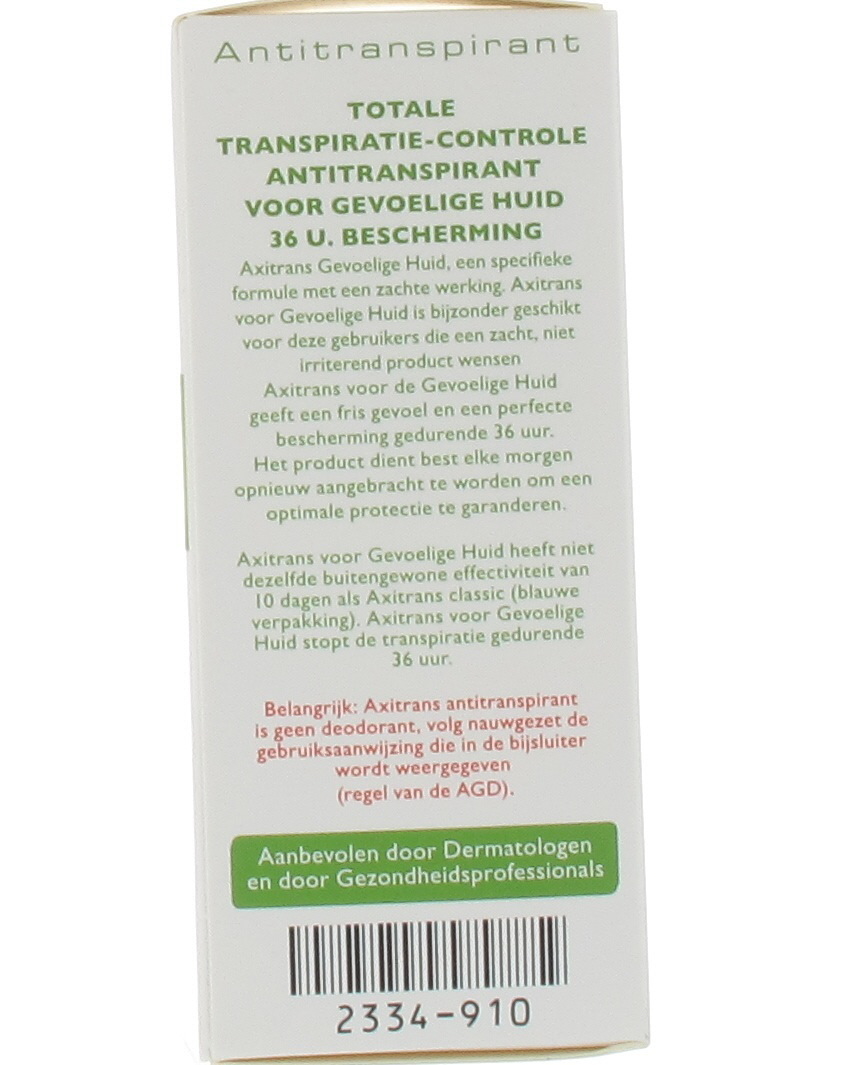 Antitranspirant
TOTALE
TRANSPIRATIE-CONTROLE
ANTITRANSPIRANT
VOOR GEVOELIGE HUID
36 U. BESCHERMING
Axitrans Gevoelige Huid, een specifieke
formule met een zachte werking. Axitrans
voor Gevoelige Huid is bijzonder geschikt
voor deze gebruikers die een zacht, niet
irriterend product wensen
Axitrans voor de Gevoelige Huid
geeft een fris gevoel en een perfecte
bescherming gedurende 36 uur.
Het product dient best elke morgen
opnieuw aangebracht te worden om een
optimale protectie te garanderen.
Axitrans voor Gevoelige Huid heeft niet
dezelfde buitengewone effectiviteit van
10 dagen als Axitrans classic (blauwe
verpakking). Axitrans voor Gevoelige
Huid stopt de transpiratie gedurende
36 uur.
Belangrijk: Axitrans antitranspirant
is geen deodorant, volg nauwgezet de
gebruiksaanwijzing die in de bijsluiter
wordt weergegeven
(regel van de AGD).
Aanbevolen door Dermatologen
en door Gezondheidsprofessionals
2334-910